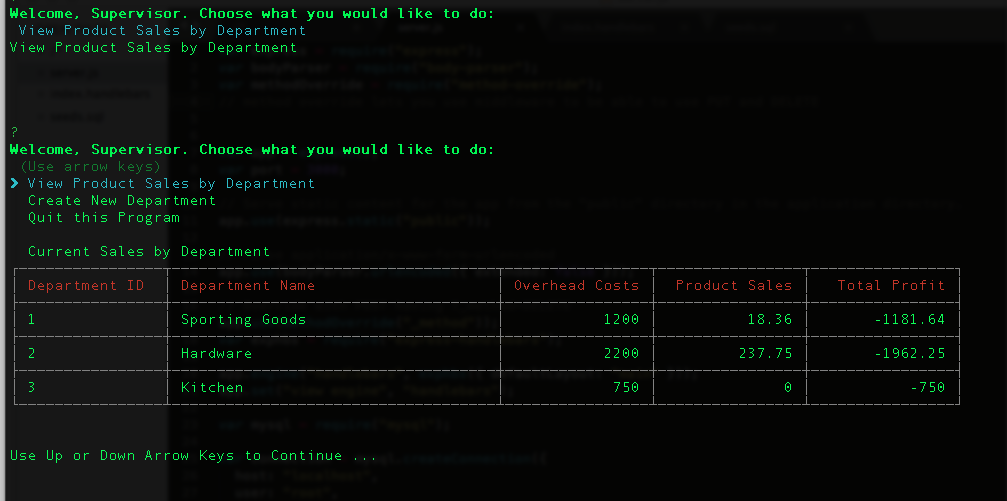 Welcome, Supervisor. Choose what you would like to do:
View Product Sales by Department
View Product Sales by Department
?
Welcome, Supervisor. Choose what you would like to do:
(Use arrow keys)
❯ View Product Sales by Department
Create New Department
Quit this Program
Current Sales by Department
Department ID Department Name Overhead Costs Product Sales Total Profit
1 Sporting Goods 1200 18.36 -1181.64
2 Hardware 2200 237.75 -1962.25
3 Kitchen 750 0 -750
Use Up or Down Arrow Keys to Continue ...